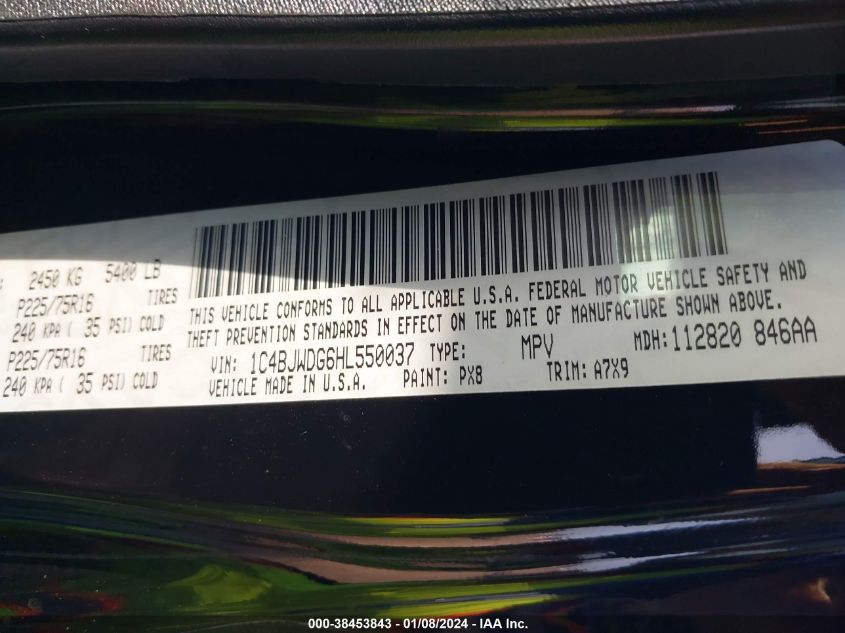 2450 KG 5400 LB
P225/75R16 TIRES
240 KPA ( 35 PSI) COLD
P225/75R16 TIRES
240 KPA ( 35 PSI) COLD
THIS VEHICLE CONFORMS TO ALL APPLICABLE U.S.A. FEDERAL MOTOR VEHICLE SAFETY AND
THEFT PREVENTION STANDARDS IN EFFECT ON THE DATE OF MANUFACTURE SHOWN ABOVE.
VIN: 1C4BJWDG6HL550037 TYPE: MPV MDH: 112820 846AA
VEHICLE MADE IN U.S.A. PAINT: PX8 TRIM: A7X9
000-38453843 - 01/08/2024 - IAA Inc.